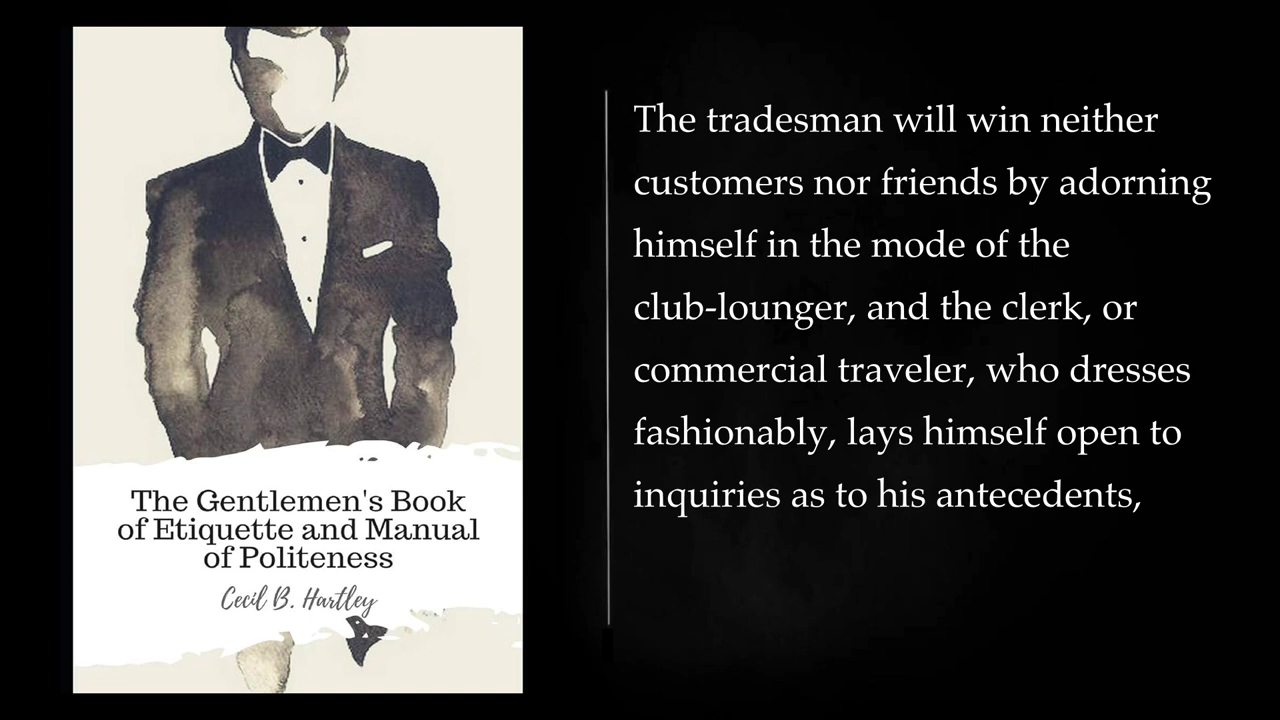 The Gentlemen's Book
of Etiquette and Manual
of Politeness
Cecil B. Hartley
The tradesman will win neither
customers nor friends by adorning
himself in the mode of the
club-lounger, and the clerk, or
commercial traveler, who dresses
fashionably, lays himself open to
inquiries as to his antecedents,